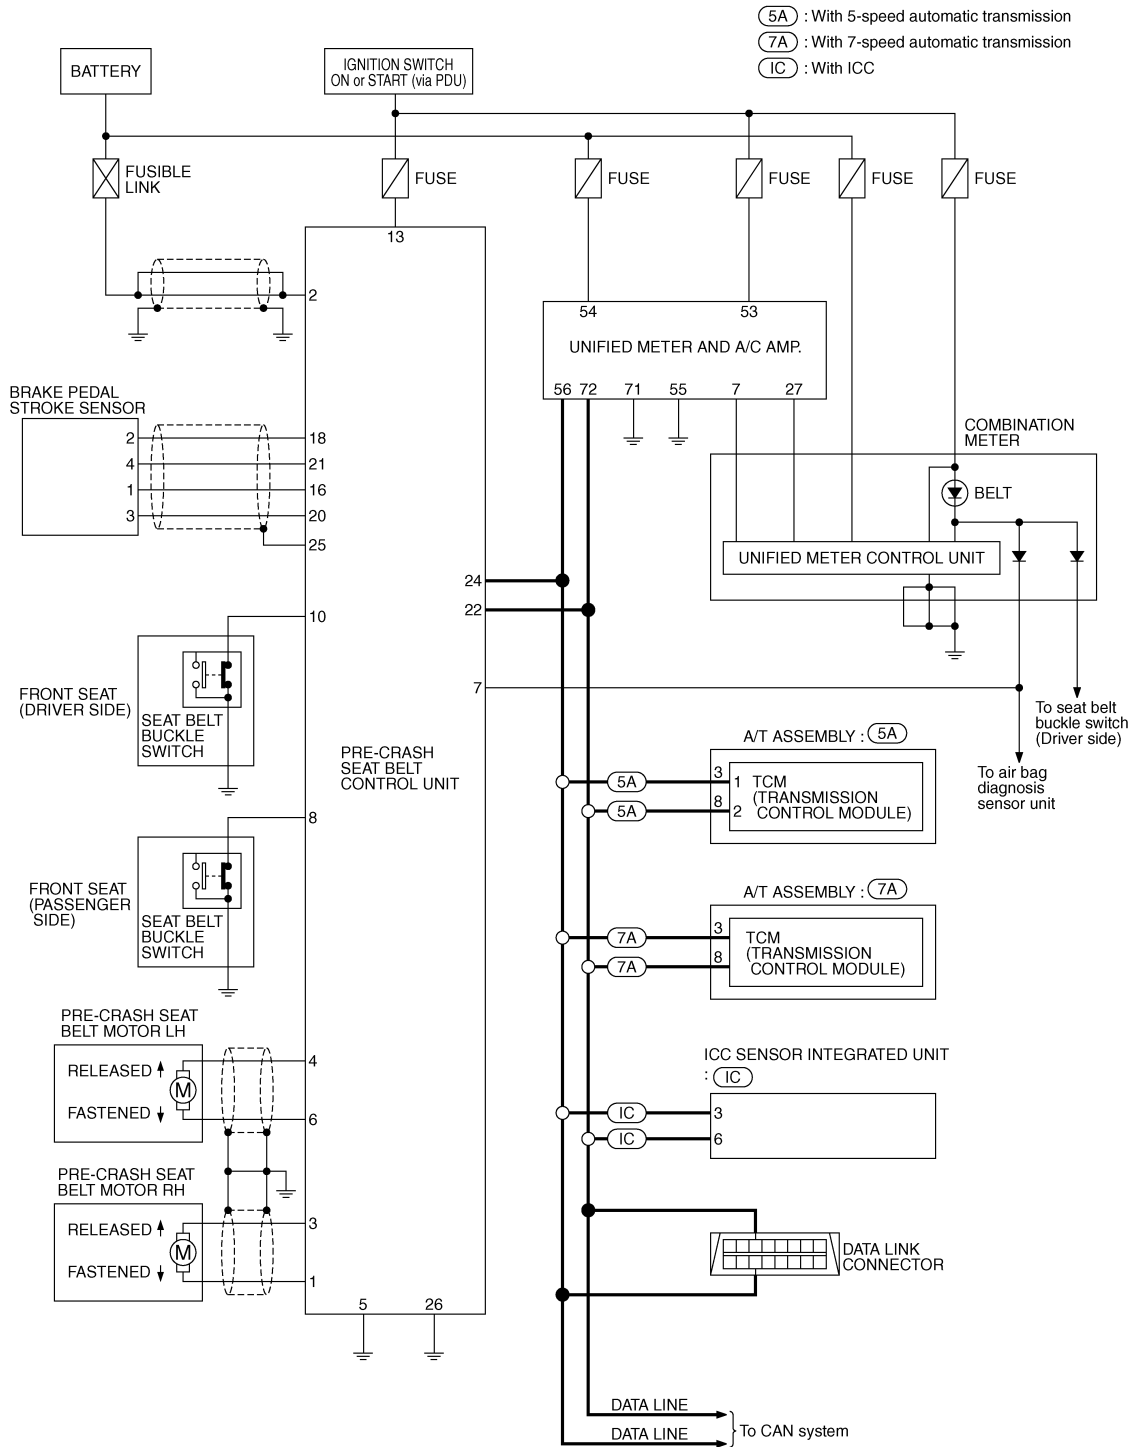 5A : With 5-speed automatic transmission
7A : With 7-speed automatic transmission
IC : With ICC
BATTERY
IGNITION SWITCH
ON or START (via PDU)
FUSIBLE
LINK
FUSE
FUSE
FUSE
FUSE
FUSE
13
2
54
53
UNIFIED METER AND A/C AMP.
56
72
71
55
7
27
BRAKE PEDAL
STROKE SENSOR
2
4
1
3
18
21
16
20
25
COMBINATION
METER
BELT
UNIFIED METER CONTROL UNIT
24
22
7
10
FRONT SEAT
(DRIVER SIDE)
SEAT BELT
BUCKLE
SWITCH
PRE-CRASH
SEAT BELT
CONTROL UNIT
To seat belt
buckle switch
(Driver side)
To air bag
diagnosis
sensor unit
A/T ASSEMBLY : 5A
5A
5A
3
8
1
2
TCM
(TRANSMISSION
CONTROL MODULE)
8
FRONT SEAT
(PASSENGER
SIDE)
SEAT BELT
BUCKLE
SWITCH
A/T ASSEMBLY : 7A
7A
7A
3
8
TCM
(TRANSMISSION
CONTROL MODULE)
PRE-CRASH SEAT
BELT MOTOR LH
RELEASED
M
FASTENED
4
6
ICC SENSOR INTEGRATED UNIT
: IC
IC
IC
3
6
PRE-CRASH SEAT
BELT MOTOR RH
RELEASED
M
FASTENED
3
1
DATA LINK
CONNECTOR
5
26
DATA LINE
DATA LINE
To CAN system